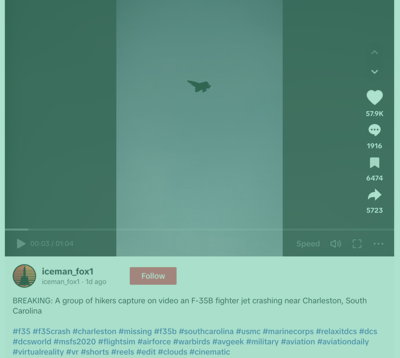 57.9K
1916
6474
5723
00:03 / 01:04
Speed
iceman_fox1
iceman_fox1 · 1d ago
Follow
BREAKING: A group of hikers capture on video an F-35B fighter jet crashing near Charleston, South
Carolina
#f35 #f35crash #charleston #missing #f35b #southcarolina #usmc #marinecorps #relaxitdcs #dcs
#dcsworld #msfs2020 #flightsim #airforce #warbirds #avgeek #military #aviation #aviationdaily
#virtualreality #vr #shorts #reels #edit #clouds #cinematic